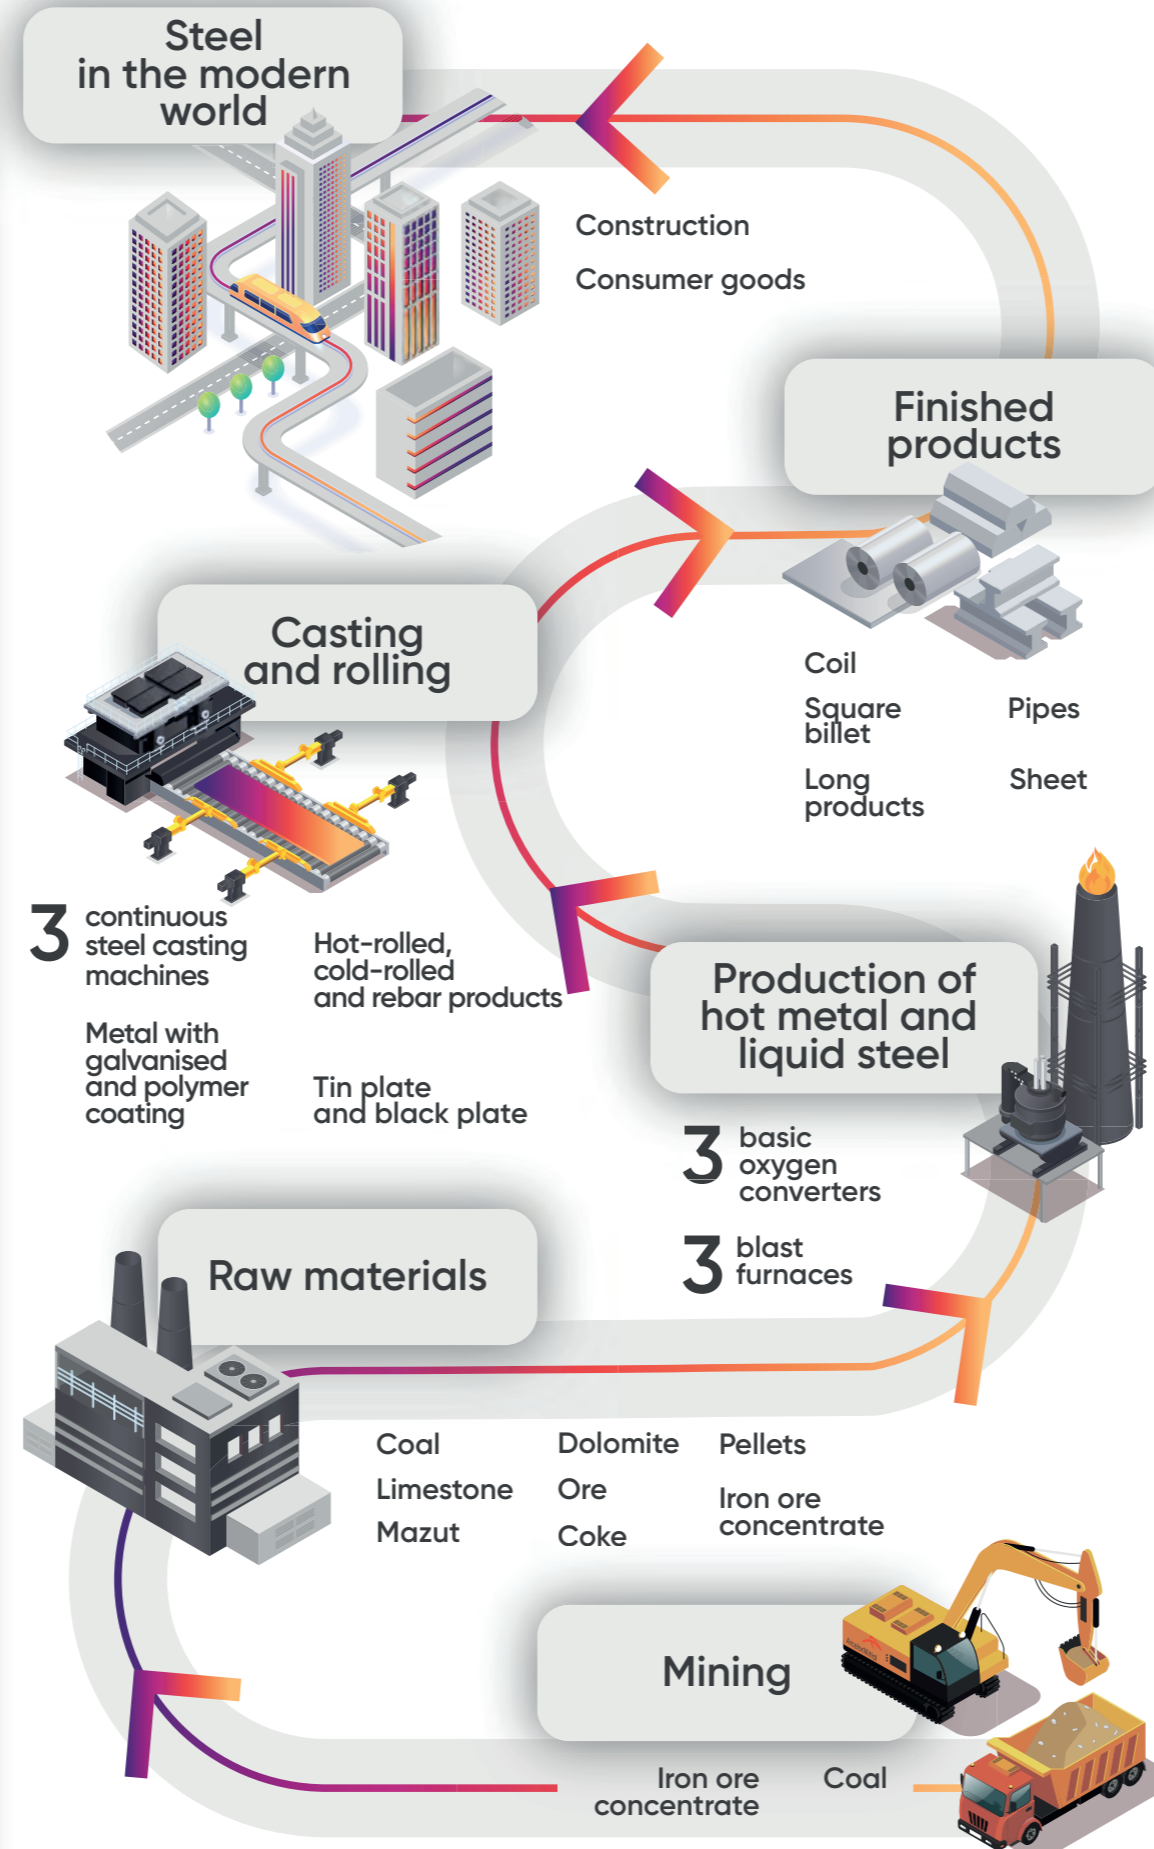 Steel
in the modern
world
Construction
Consumer goods
Finished
products
Coil
Square
billet
Long
products
Pipes
Sheet
Casting
and rolling
3 continuous
steel casting
machines
Metal with
galvanised
and polymer
coating
Hot-rolled,
cold-rolled
and rebar products
Tin plate
and black plate
Production of
hot metal and
liquid steel
3 basic
oxygen
converters
3 blast
furnaces
Raw materials
Coal
Limestone
Mazut
Dolomite
Ore
Coke
Pellets
Iron ore
concentrate
Mining
Iron ore
concentrate
Coal